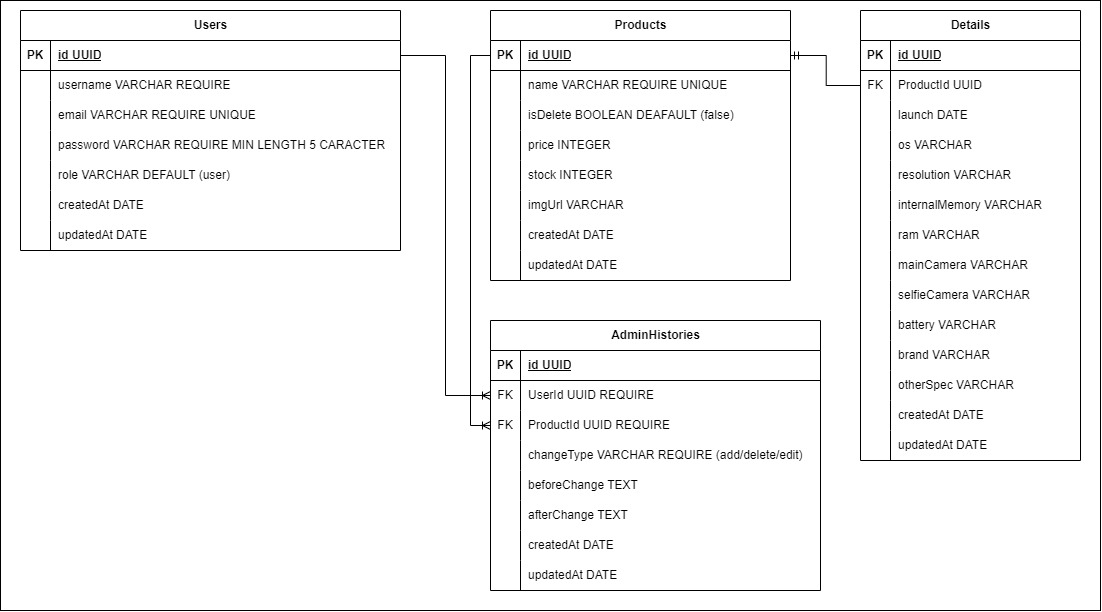 Users
PK id UUID
username VARCHAR REQUIRE
email VARCHAR REQUIRE UNIQUE
password VARCHAR REQUIRE MIN LENGTH 5 CARACTER
role VARCHAR DEFAULT (user)
createdAt DATE
updatedAt DATE
Products
PK id UUID
name VARCHAR REQUIRE UNIQUE
isDelete BOOLEAN DEAFAULT (false)
price INTEGER
stock INTEGER
imgUrl VARCHAR
createdAt DATE
updatedAt DATE
Details
PK id UUID
FK ProductId UUID
launch DATE
os VARCHAR
resolution VARCHAR
internalMemory VARCHAR
ram VARCHAR
mainCamera VARCHAR
selfieCamera VARCHAR
battery VARCHAR
brand VARCHAR
otherSpec VARCHAR
createdAt DATE
updatedAt DATE
AdminHistories
PK id UUID
FK UserId UUID REQUIRE
FK ProductId UUID REQUIRE
changeType VARCHAR REQUIRE (add/delete/edit)
beforeChange TEXT
afterChange TEXT
createdAt DATE
updatedAt DATE